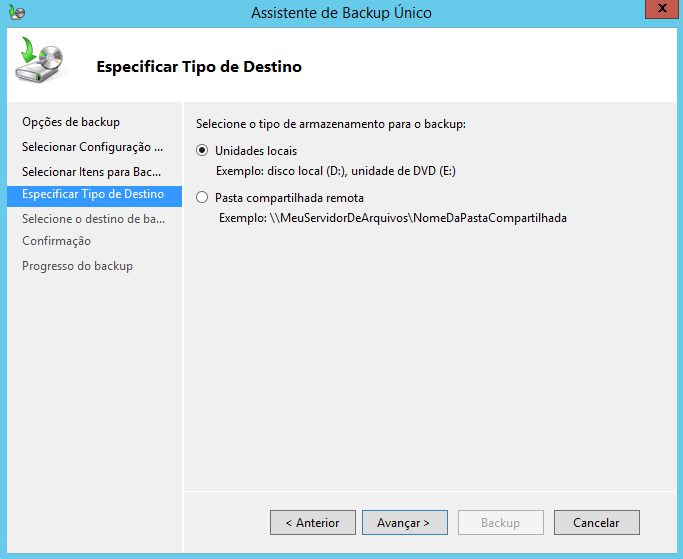 Assistente de Backup Único
x
Especificar Tipo de Destino
Opções de backup
Selecionar Configuração ...
Selecionar Itens para Bac...
Especificar Tipo de Destino
Selecione o destino de ba...
Confirmação
Progresso do backup
Selecione o tipo de armazenamento para o backup:
Unidades locais
Exemplo: disco local (D:), unidade de DVD (E:)
Pasta compartilhada remota
Exemplo: \\MeuServidorDeArquivos\NomeDaPastaCompartilhada
< Anterior
Avançar >
Backup
Cancelar